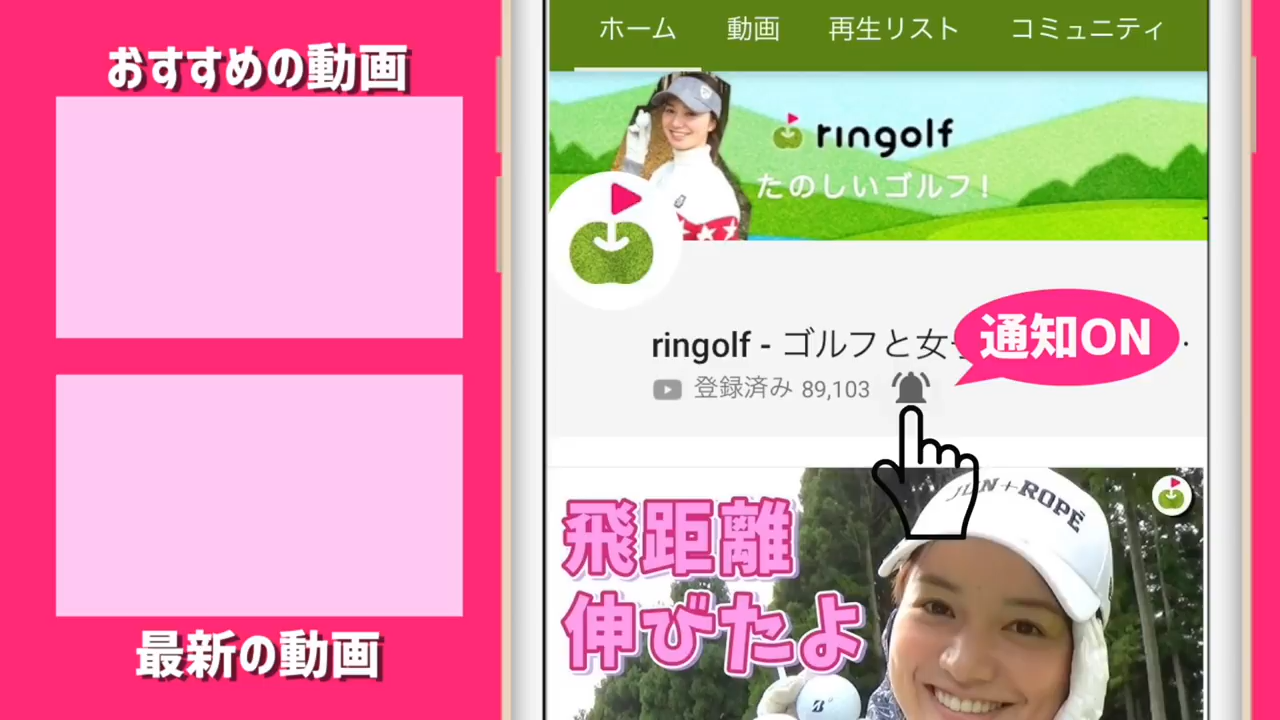 おすすめの動画
最新の動画
ホーム 動画 再生リスト コミュニティ
ringolf
たのしいゴルフ!
ringolf - ゴルフと女
通知ON
登録済み 89,103
JUN+ROPÉ
飛距離
伸びたよ
B